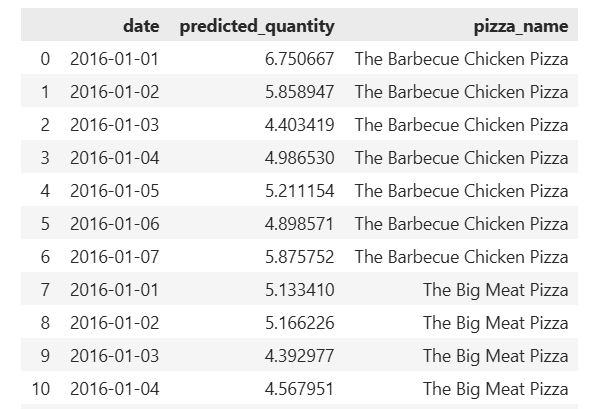 date predicted_quantity pizza_name
0 2016-01-01 6.750667 The Barbecue Chicken Pizza
1 2016-01-02 5.858947 The Barbecue Chicken Pizza
2 2016-01-03 4.403419 The Barbecue Chicken Pizza
3 2016-01-04 4.986530 The Barbecue Chicken Pizza
4 2016-01-05 5.211154 The Barbecue Chicken Pizza
5 2016-01-06 4.898571 The Barbecue Chicken Pizza
6 2016-01-07 5.875752 The Barbecue Chicken Pizza
7 2016-01-01 5.133410 The Big Meat Pizza
8 2016-01-02 5.166226 The Big Meat Pizza
9 2016-01-03 4.392977 The Big Meat Pizza
10 2016-01-04 4.567951 The Big Meat Pizza